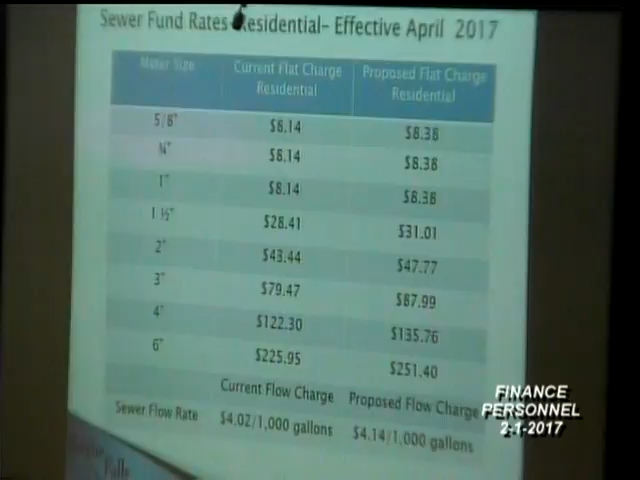 Sewer Fund Rates Residential- Effective April 2017
Meter Size Current Flat Charge Residential Proposed Flat Charge Residential
5/8" $8.14 $8.38
¾" $8.14 $8.38
1" $8.14 $8.38
1 ½" $28.41 $31.01
2" $43.44 $47.77
3" $79.47 $87.99
4" $122.30 $135.76
6" $225.95 $251.40
Current Flow Charge Proposed Flow Charge
Sewer Flow Rate $4.02/1,000 gallons $4.14/1,000 gallons
Falls
FINANCE
PERSONNEL
2-1-2017